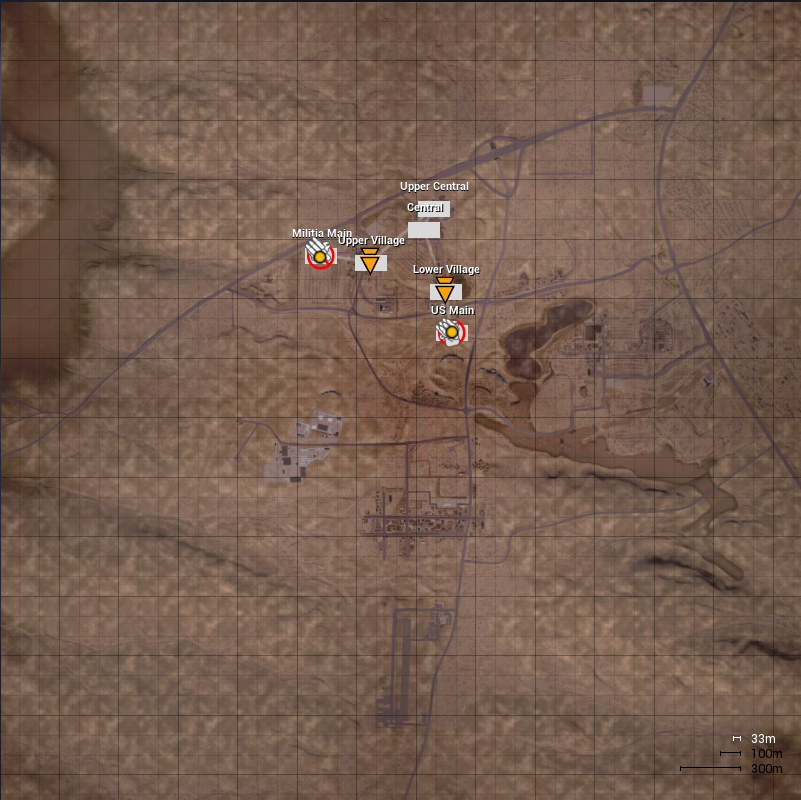 Upper Central
Central
Militia Main
Upper Village
Lower Village
US Main
33m
100m
300m